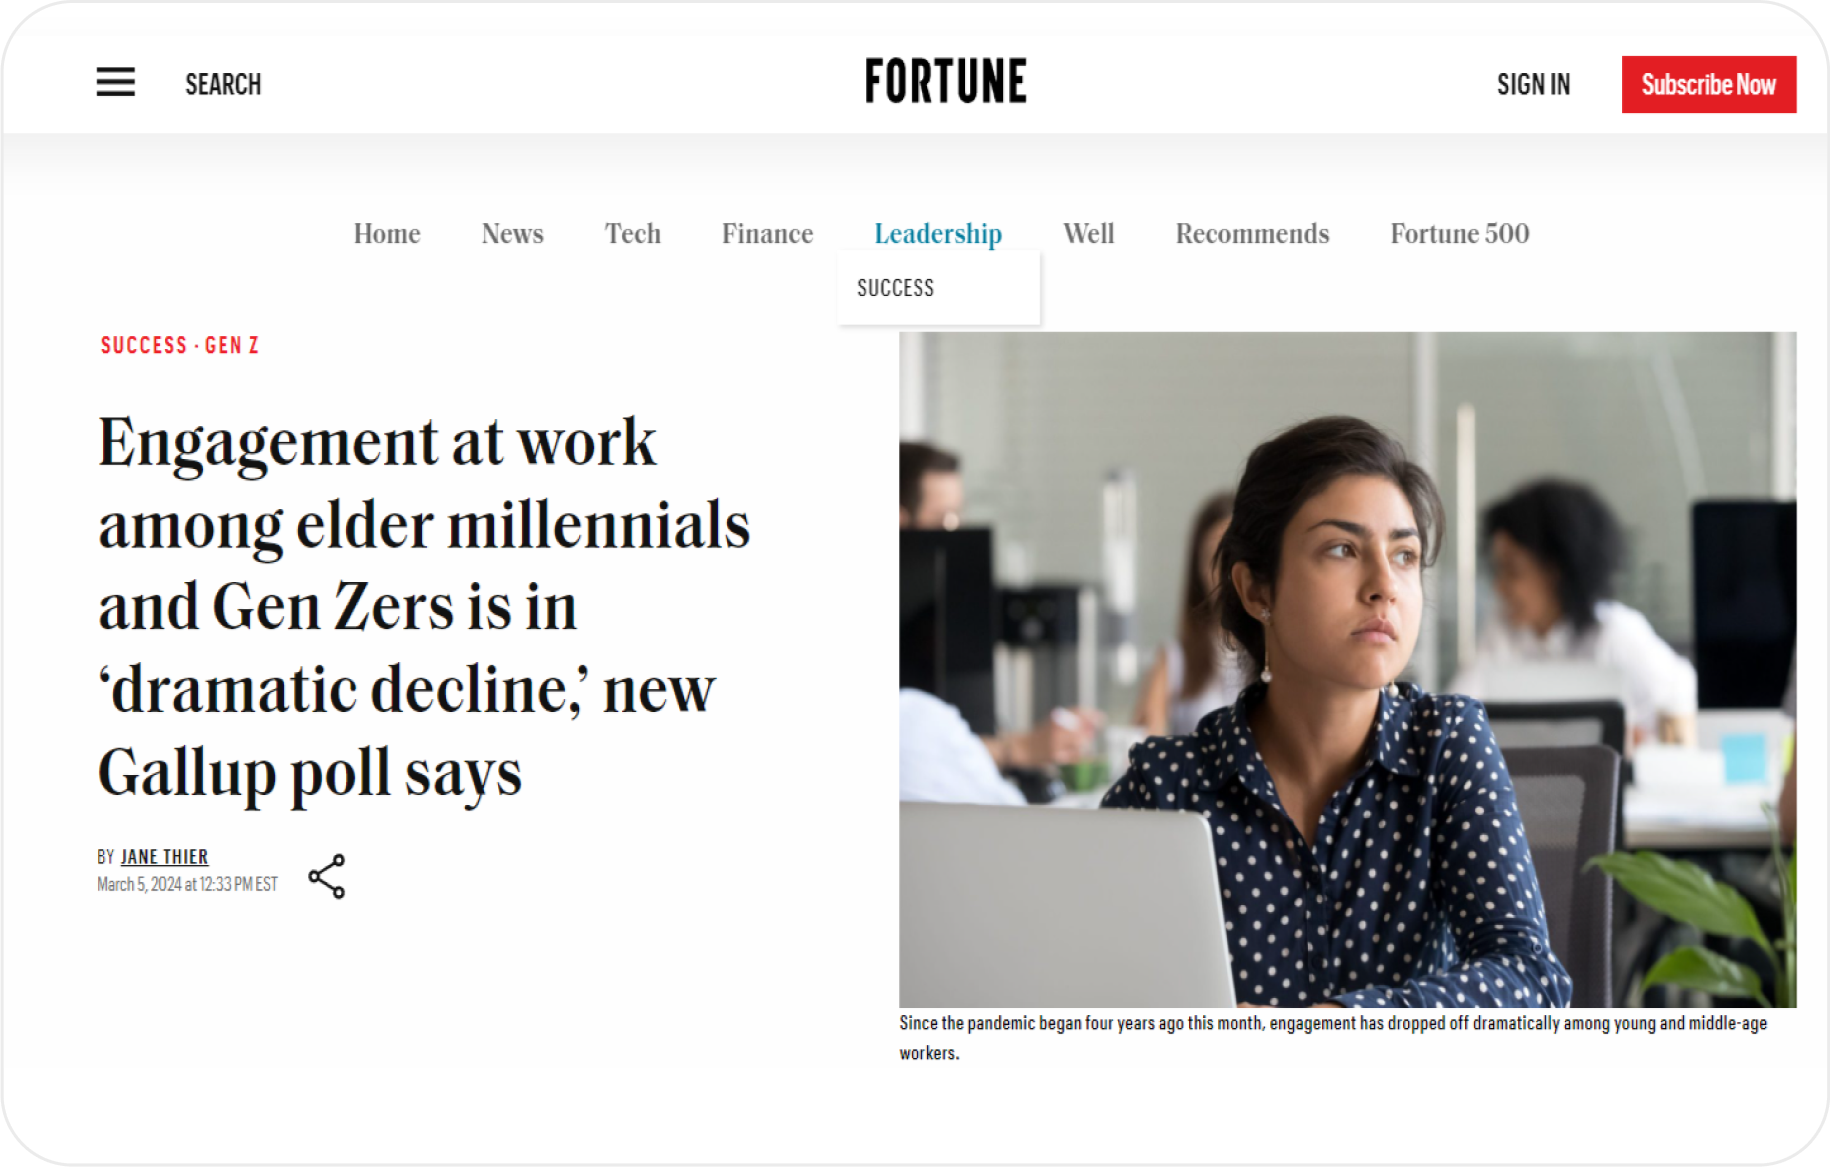 SEARCH
FORTUNE
SIGN IN
Subscribe Now
Home
News
Tech
Finance
Leadership
Well
Recommends
Fortune 500
SUCCESS
SUCCESS · GEN Z
Engagement at work
among elder millennials
and Gen Zers is in
‘dramatic decline,’ new
Gallup poll says
BY JANE THIER
March 5, 2024 at 12:33 PM EST
Since the pandemic began four years ago this month, engagement has dropped off dramatically among young and middle-age
workers.